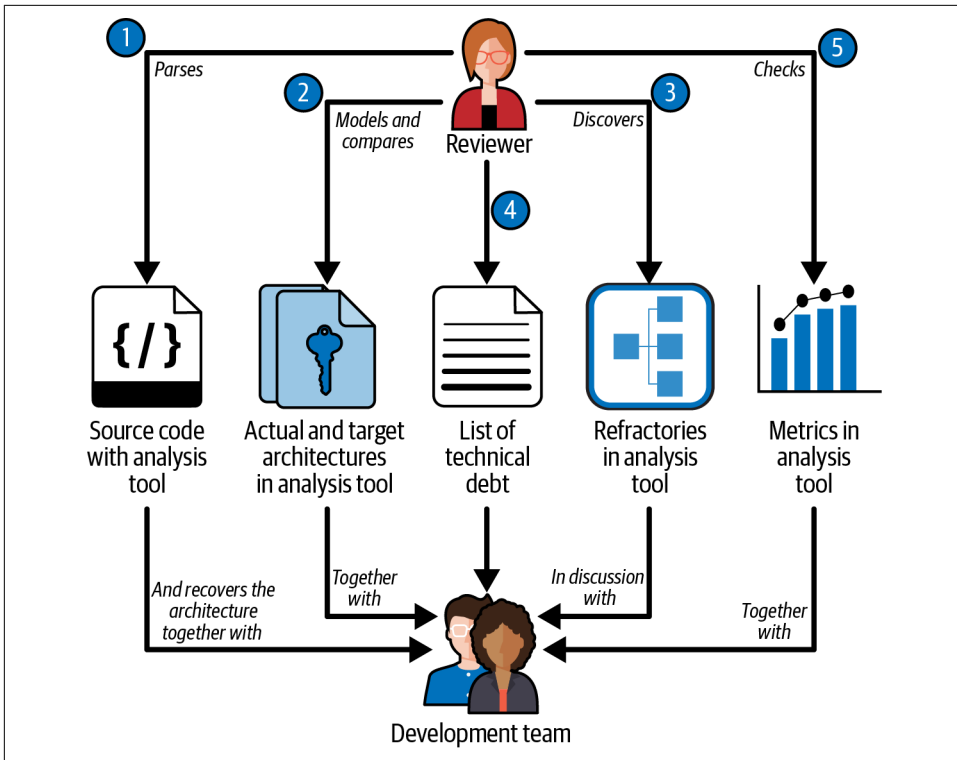 1
Parses
2
Models and
compares
Reviewer
3
Discovers
4
5
Checks
{/}
Source code
with analysis
tool
Actual and target
architectures
in analysis tool
List of
technical
debt
Refractories
in analysis
tool
Metrics in
analysis
tool
And recovers the
architecture
together with
Together
with
In discussion
with
Together
with
Development team